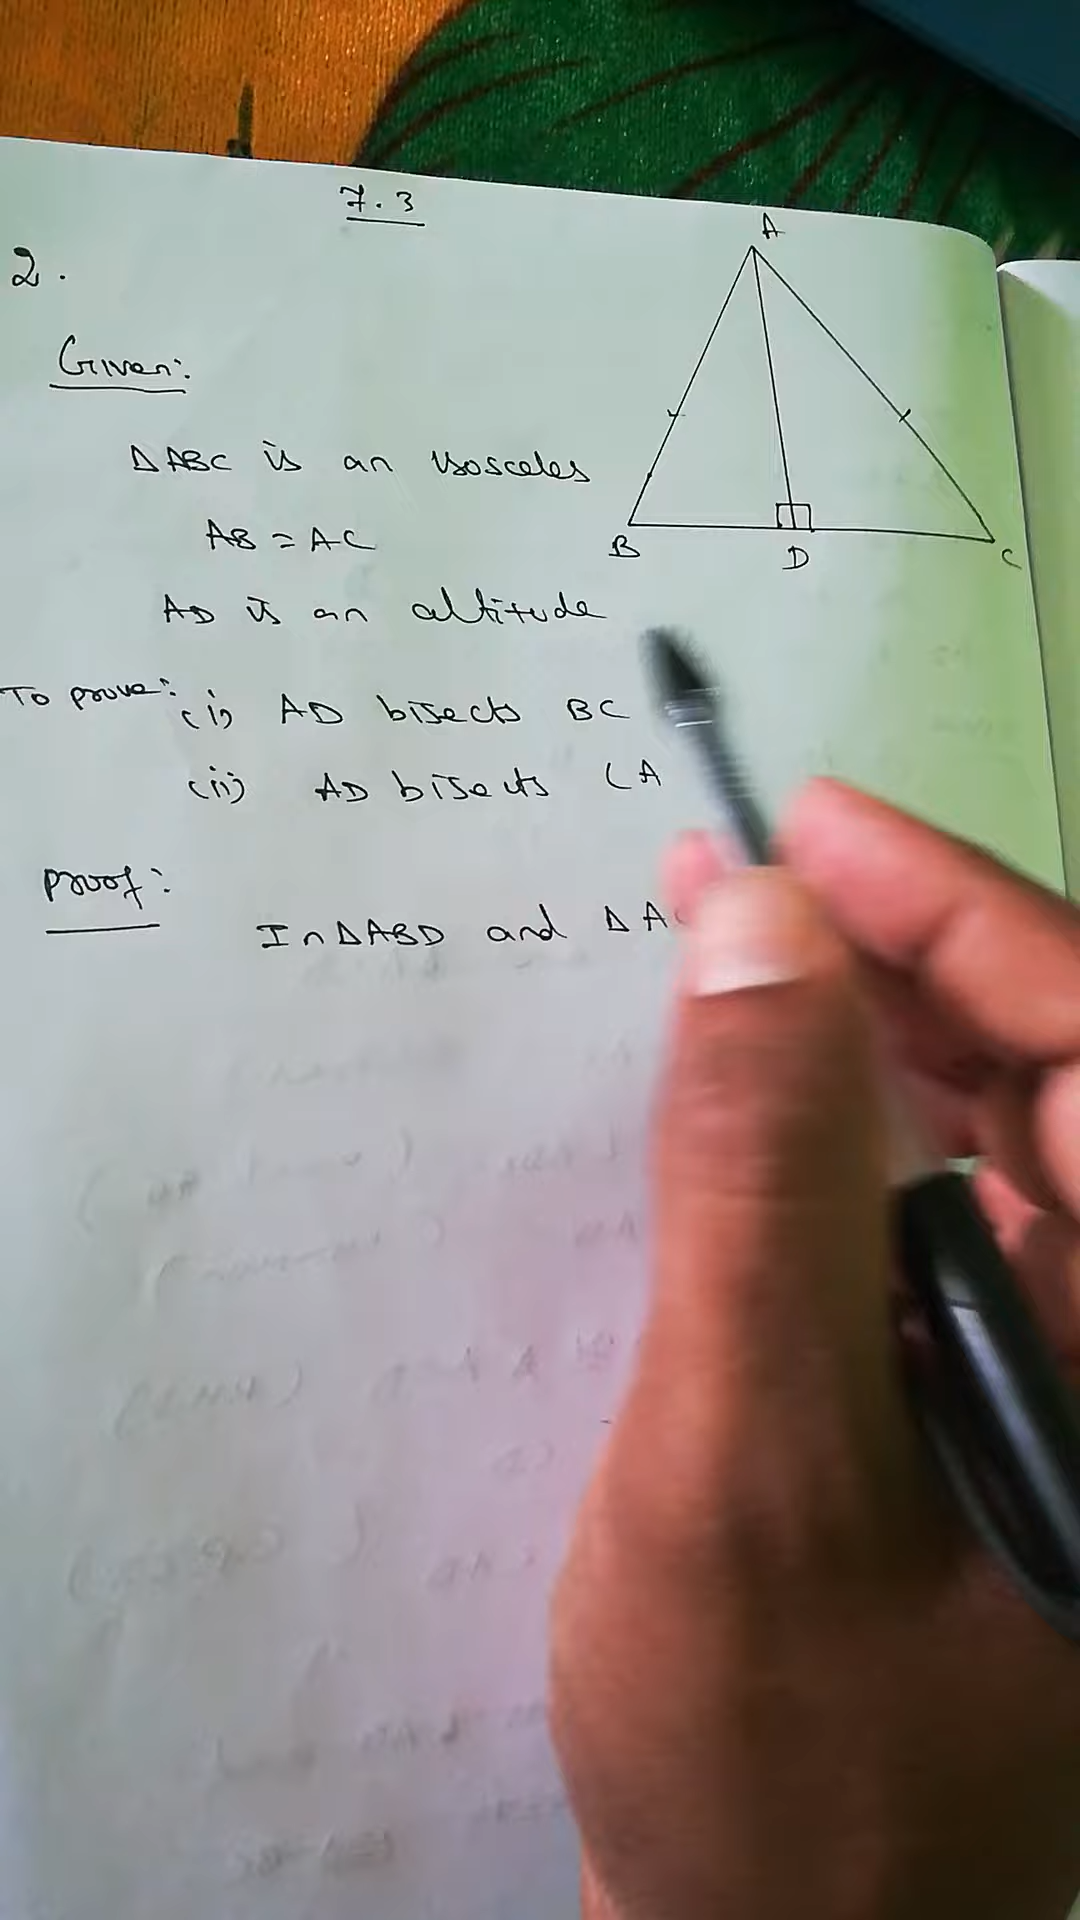 7.3
2.
Given:
ΔABC is an isosceles
AB = AC
AD is an altitude
To prove: (i) AD bisects BC
(ii) AD bisects ∠A
Proof:
In ΔABD and Δ A
A
B
D
C